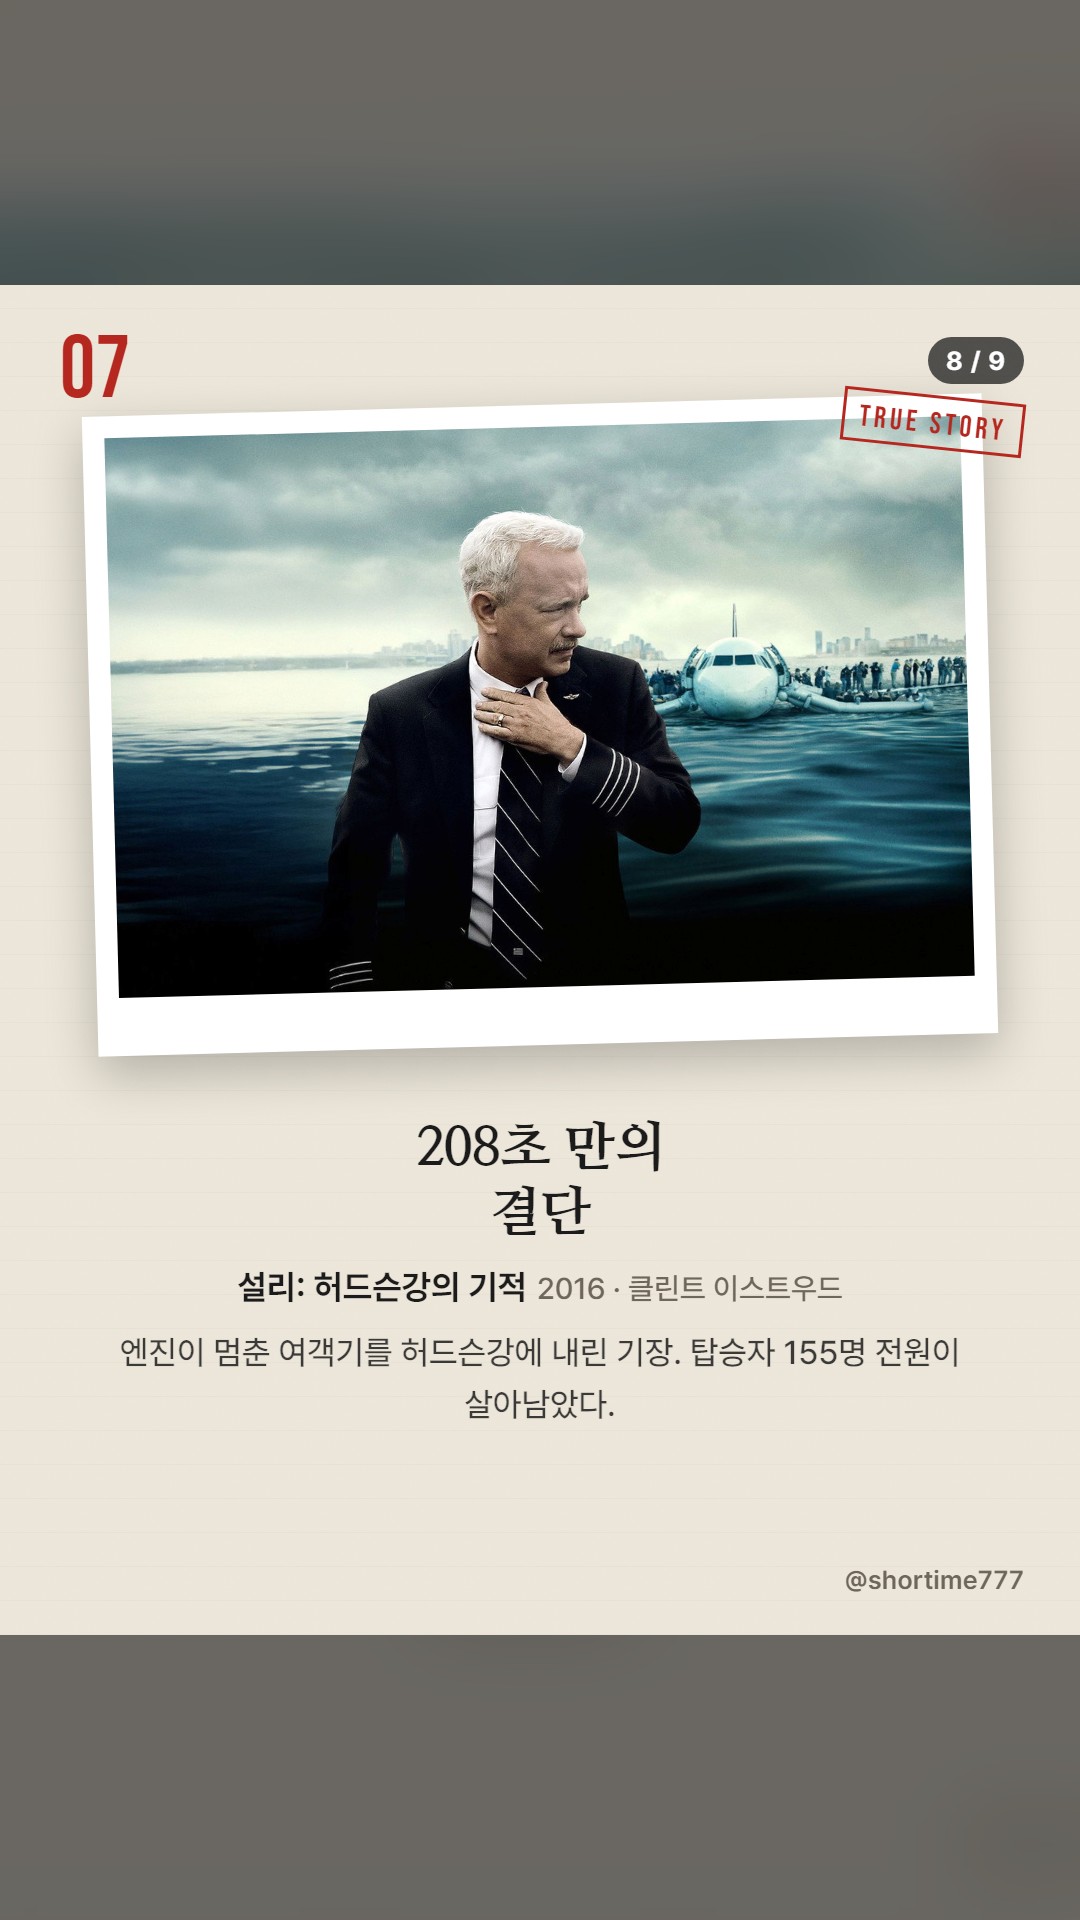 07
8 / 9
TRUE STORY
208초 만의
결단
설리: 허드슨강의 기적 2016 · 클린트 이스트우드
엔진이 멈춘 여객기를 허드슨강에 내린 기장. 탑승자 155명 전원이
살아남았다.
@shortime777